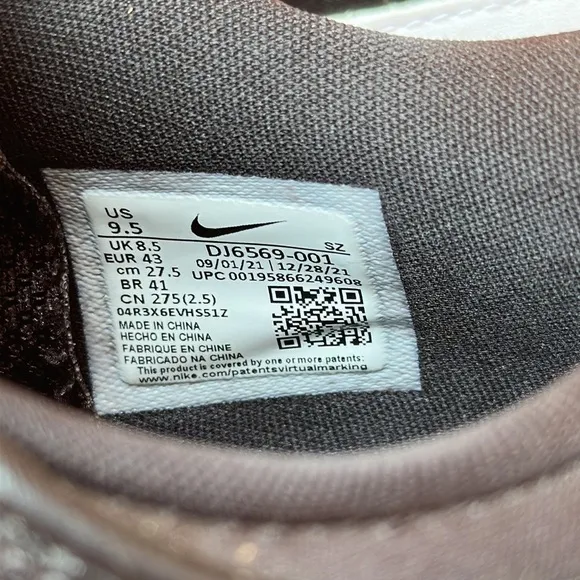 US
9.5
UK 8.5
DJ6569-001
SZ
EUR 43
09/01/21 | 12/28/21
cm 27.5
UPC 00195866249608
BR 41
CN 275(2.5)
04R3X6EVHS51Z
MADE IN CHINA
HECHO EN CHINA
FABRIQUE EN CHINE
FABRICADO NA CHINA
This product is covered by one or more patents:
www.nike.com/patentsvirtualmarking